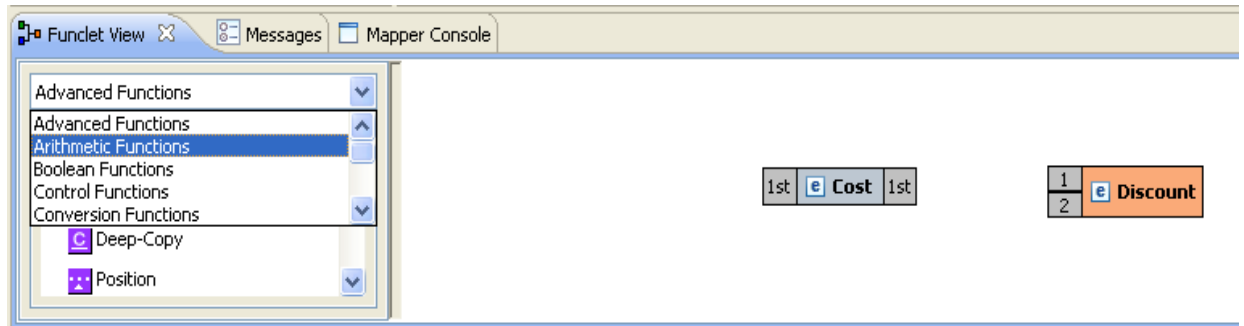 Funclet View Messages Mapper Console
Advanced Functions
Advanced Functions
Arithmetic Functions
Boolean Functions
Control Functions
Conversion Functions
C Deep-Copy
Position
1st e Cost 1st
1
2
e Discount